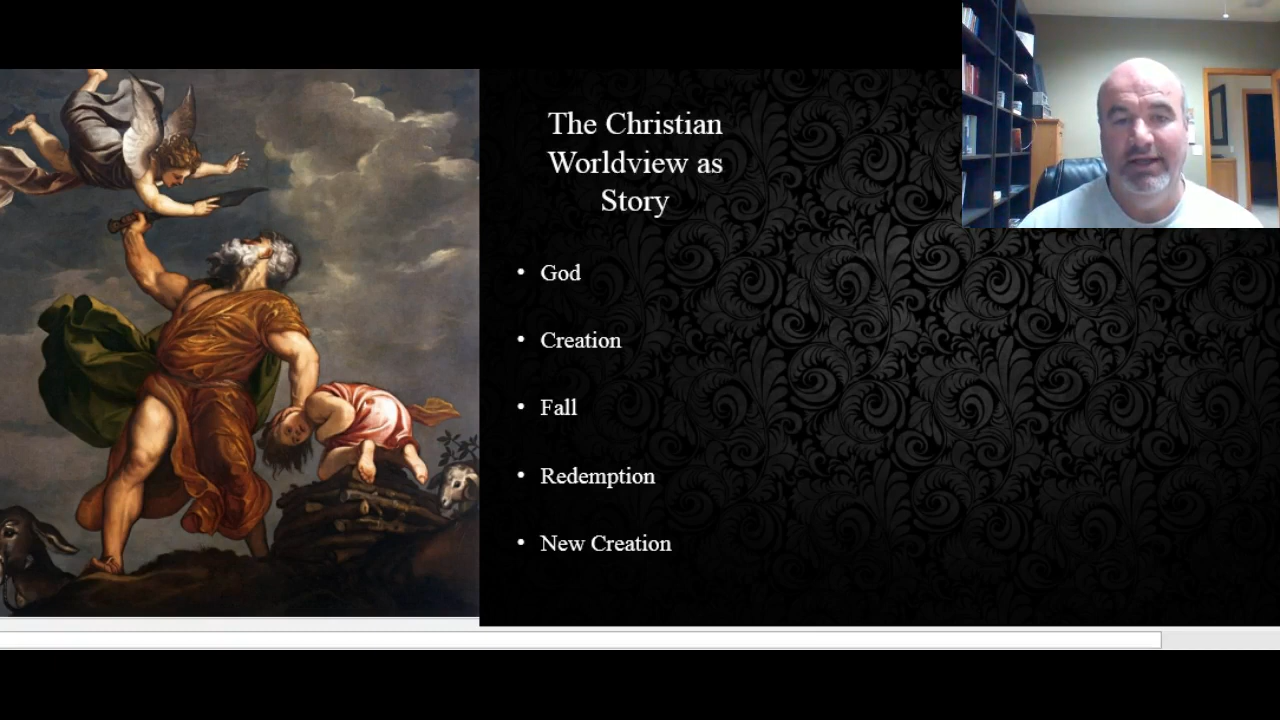 The Christian
Worldview as
Story
• God
• Creation
• Fall
• Redemption
• New Creation